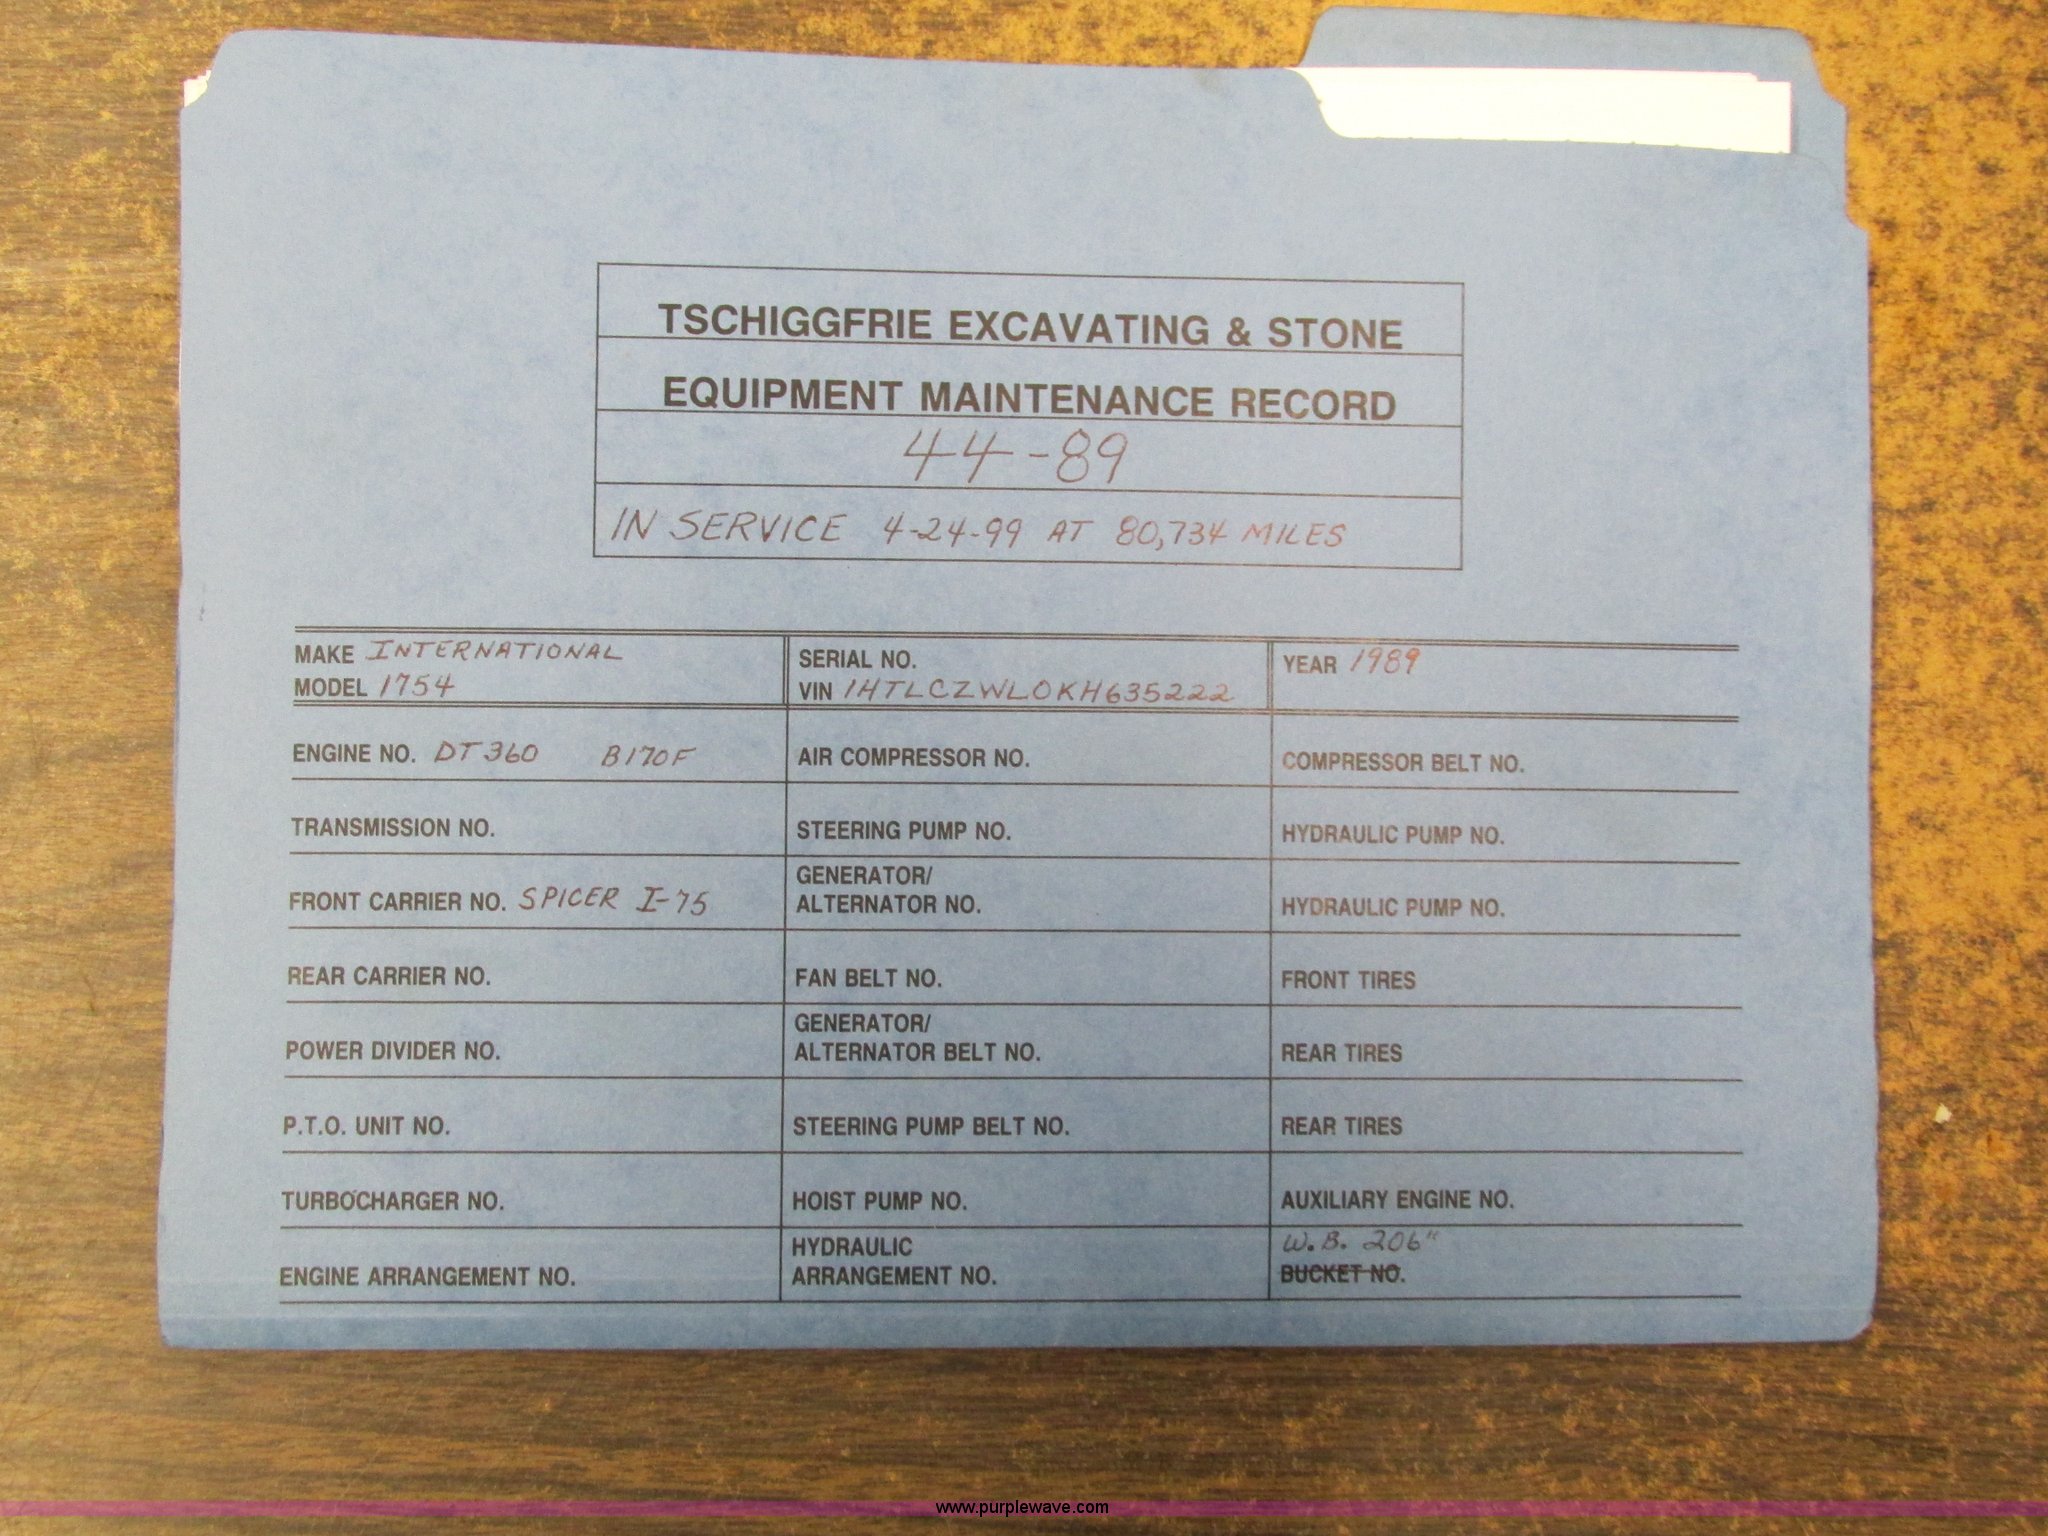 TSCHIGGFRIE EXCAVATING & STONE
EQUIPMENT MAINTENANCE RECORD
44-89
IN SERVICE 4-24-99 AT 80,734 MILES
MAKE INTERNATIONAL
MODEL 1754
SERIAL NO.
VIN 1HTLCZWLOKH635222
YEAR 1989
ENGINE NO. DT360 B170F
AIR COMPRESSOR NO.
COMPRESSOR BELT NO.
TRANSMISSION NO.
STEERING PUMP NO.
HYDRAULIC PUMP NO.
FRONT CARRIER NO. SPICER I-75
GENERATOR/
ALTERNATOR NO.
HYDRAULIC PUMP NO.
REAR CARRIER NO.
FAN BELT NO.
FRONT TIRES
POWER DIVIDER NO.
GENERATOR/
ALTERNATOR BELT NO.
REAR TIRES
P.T.O. UNIT NO.
STEERING PUMP BELT NO.
REAR TIRES
TURBOCHARGER NO.
HOIST PUMP NO.
AUXILIARY ENGINE NO.
ENGINE ARRANGEMENT NO.
HYDRAULIC
ARRANGEMENT NO.
W.B. 206"
BUCKET NO.
www.purplewave.com